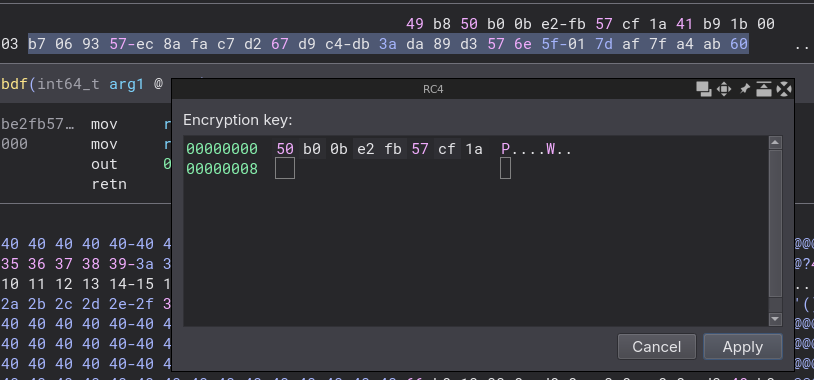 49 b8 50 b0 0b e2-fb 57 cf 1a 41 b9 1b 00
03 b7 06 93 57-ec 8a fa c7 d2 67 d9 c4-db 3a da 89 d3 57 6e 5f-01 7d af 7f a4 ab 60 ..
bdf(int64_t arg1 @
RC4
Encryption key:
be2fb57… mov r
000 mov r
out 0
retn
00000000 50 b0 0b e2 fb 57 cf 1a P....W..
00000008
40 40 40 40 40-40 4 @@
35 36 37 38 39-3a 3 @?4
10 11 12 13 14-15 1 ..
2a 2b 2c 2d 2e-2f 3 '(
40 40 40 40 40-40 4 @@
40 40 40 40 40-40 4 @@
40 40 40 40 40-40 4 @@
Cancel Apply